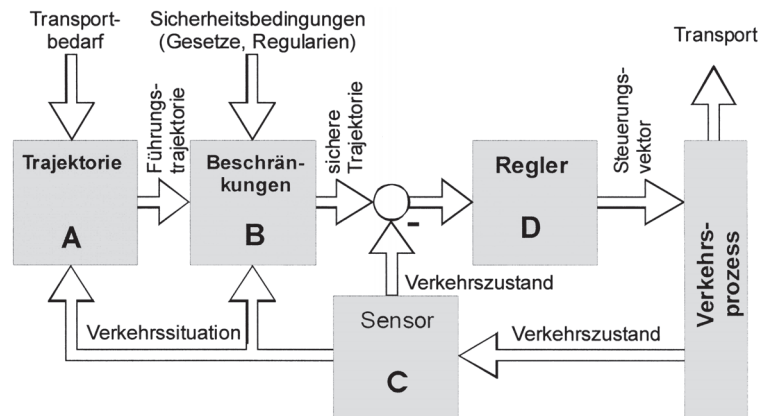 Transport-
bedarf
Sicherheitsbedingungen
(Gesetze, Regularien)
Transport
Trajektorie
A
Führungs-
trajektorie
Beschrän-
kungen
B
sichere
Trajektorie
-
Regler
D
Steuerungs-
vektor
Verkehrs-
prozess
Verkehrszustand
Sensor
C
Verkehrssituation
Verkehrszustand